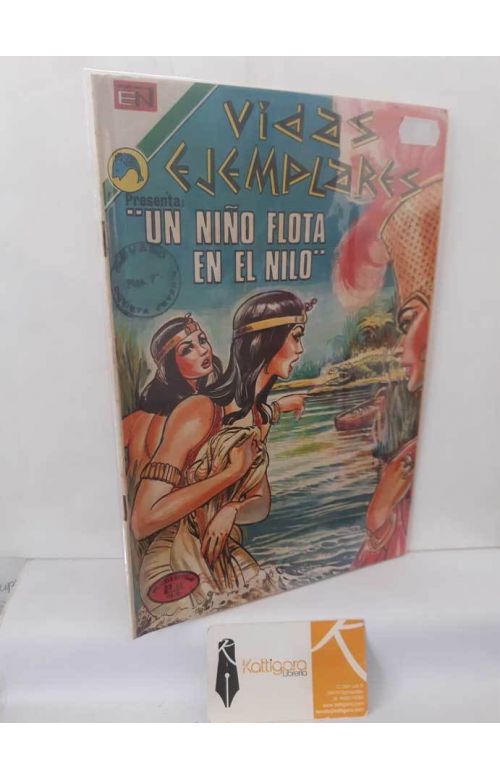 EN
Vidas
EJEMPLARES
Presenta:
"UN NIÑO FLOTA
EN EL NILO"
Kattigara
Librería